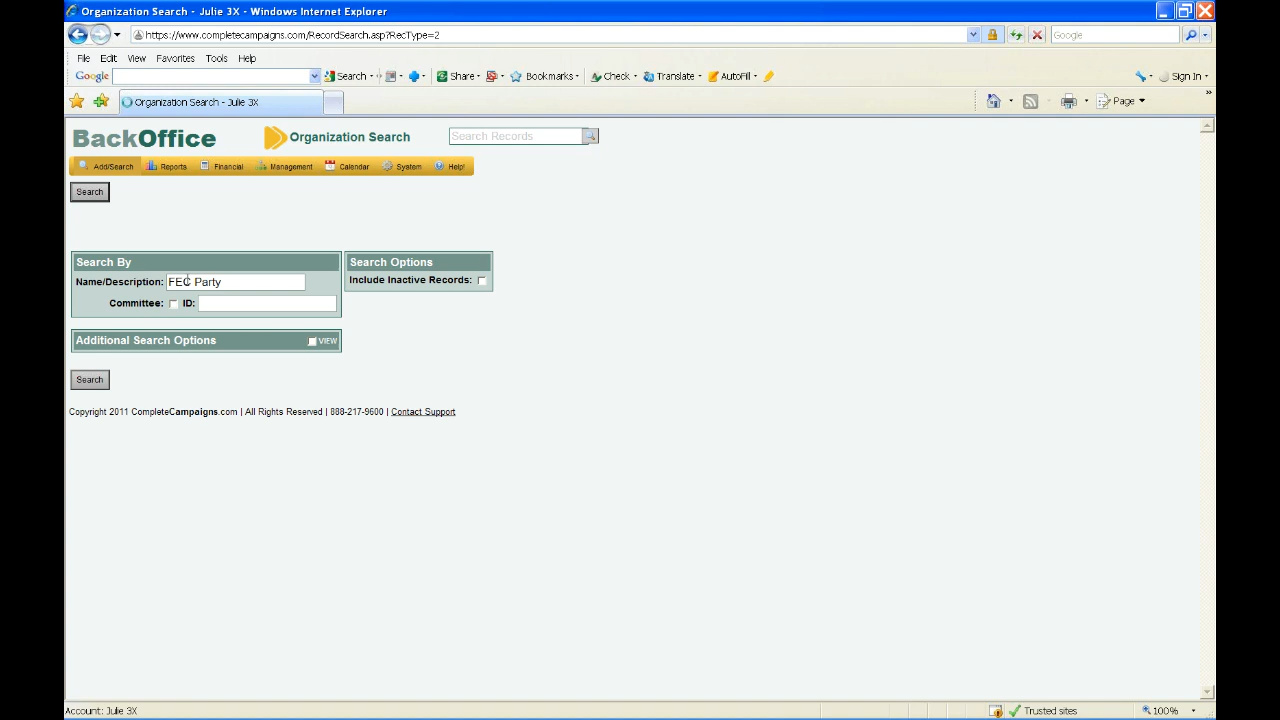 Organization Search - Julie 3X - Windows Internet Explorer
https://www.completecampaigns.com/RecordSearch.asp?RecType=2
Google
File Edit View Favorites Tools Help
Google Search Share Bookmarks Check Translate AutoFill Sign In
Organization Search - Julie 3X
Page
BackOffice Organization Search Search Records
Add/Search Reports Financial Management Calendar System Help!
Search
Search By Search Options
Name/Description: FEC Party Include Inactive Records:
Committee: ID:
Additional Search Options VIEW
Search
Copyright 2011 CompleteCampaigns.com | All Rights Reserved | 888-217-9600 | Contact Support
Account: Julie 3X Trusted sites 100%